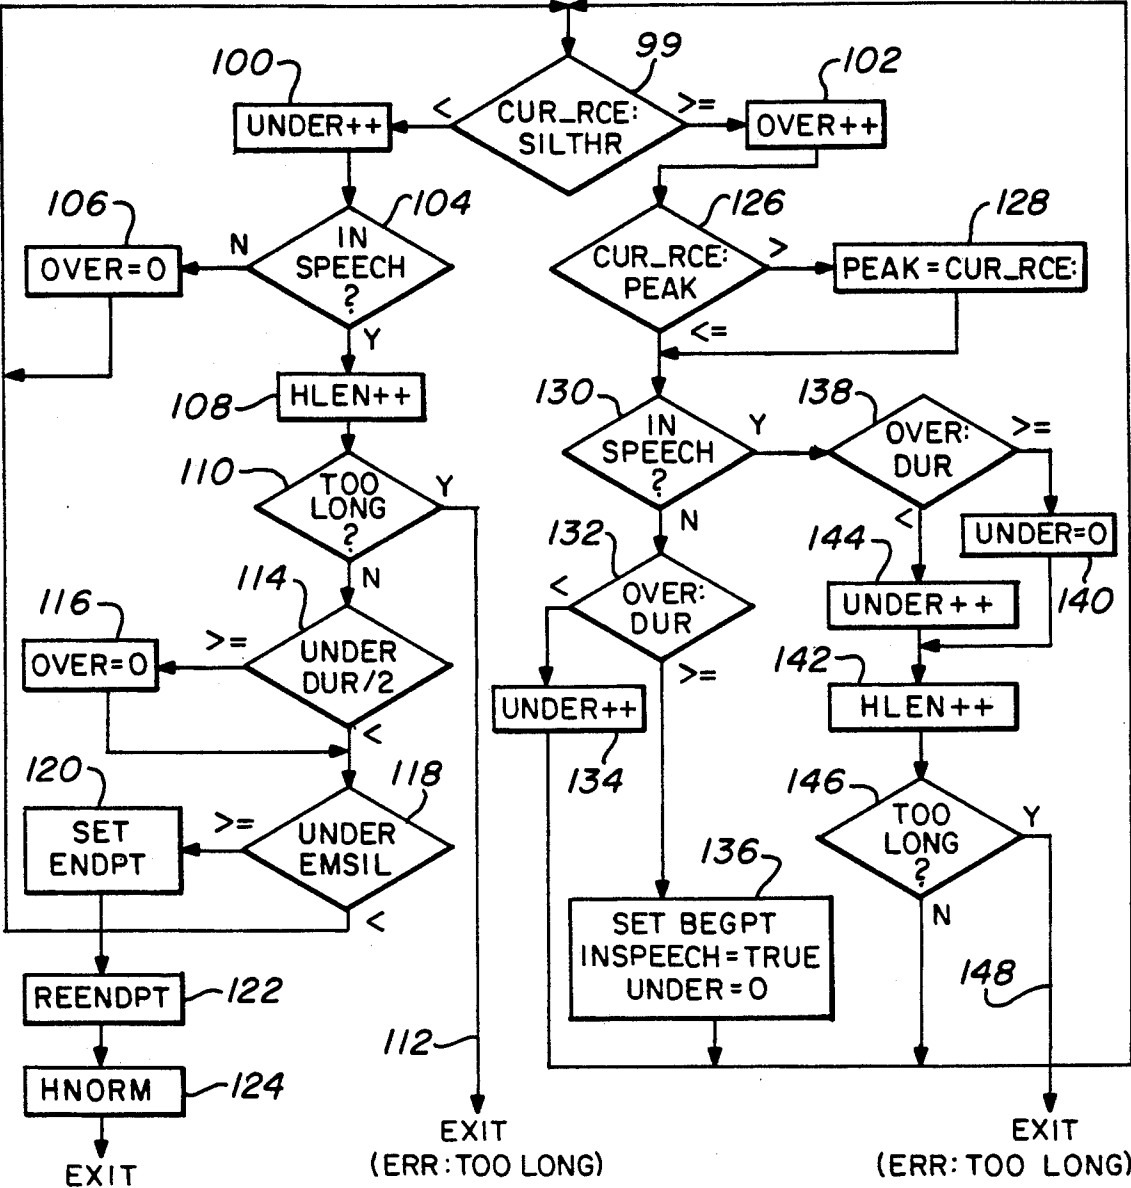 99
100
102
<
CUR_RCE:
SILTHR
>=
UNDER++
OVER++
106
104
126
128
N
IN
SPEECH
?
OVER=0
CUR_RCE:
PEAK
>
PEAK=CUR_RCE:
Y
<=
108
HLEN++
130
138
IN
SPEECH
?
Y
OVER:
DUR
>=
110
TOO
LONG
?
Y
N
<
UNDER=0
140
N
114
132
144
116
>=
UNDER
DUR/2
OVER=0
<
OVER:
DUR
UNDER++
142
>=
HLEN++
UNDER++
134
<
120
118
146
SET
ENDPT
>=
UNDER
EMSIL
TOO
LONG
?
Y
136
<
N
SET BEGPT
INSPEECH=TRUE
UNDER=0
148
REENDPT
122
112
HNORM
124
EXIT
EXIT
(ERR:TOO LONG)
EXIT
(ERR:TOO LONG)